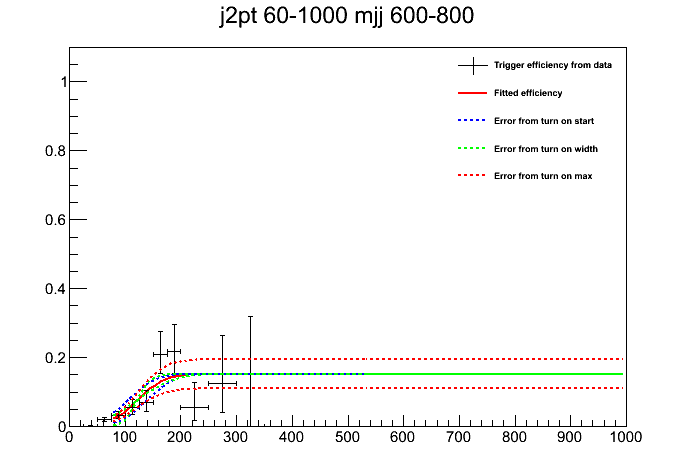 j2pt 60-1000 mjj 600-800
Trigger efficiency from data
Fitted efficiency
Error from turn on start
Error from turn on width
Error from turn on max
1
0.8
0.6
0.4
0.2
0
0 100 200 300 400 500 600 700 800 900 1000